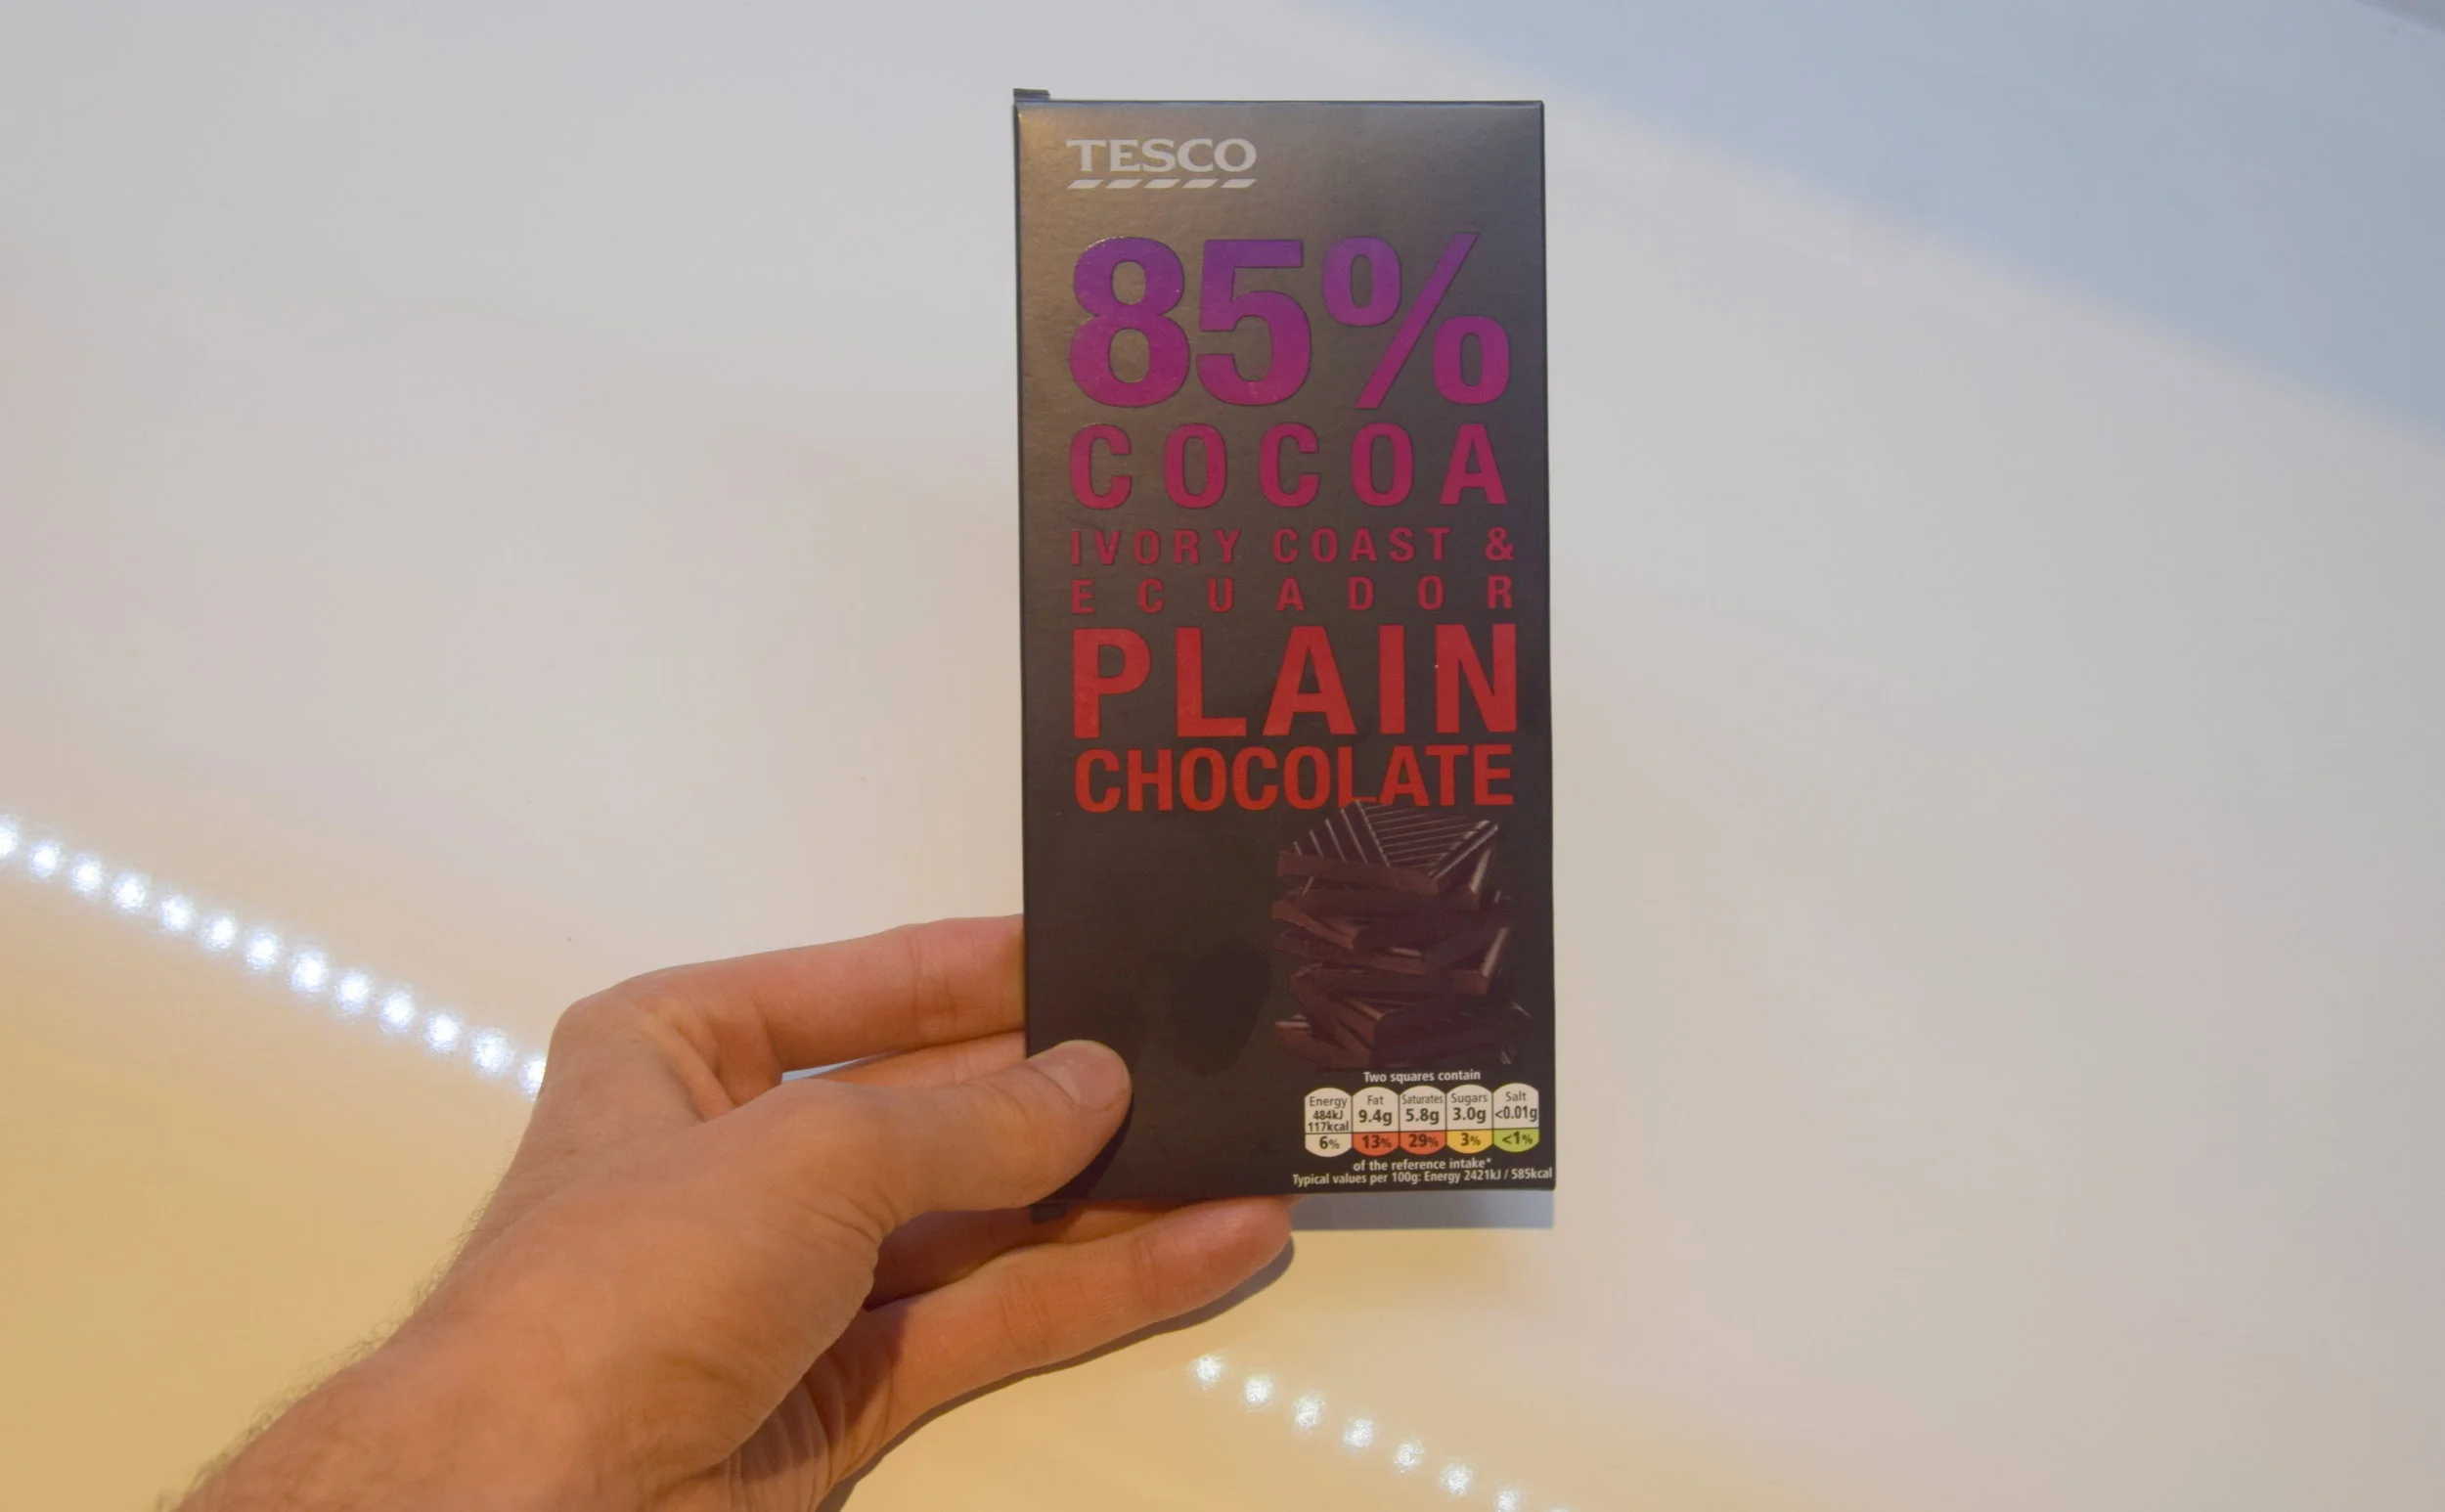 TESCO
85%
COCOA
IVORY COAST &
ECUADOR
PLAIN
CHOCOLATE
Two squares contain
Energy 484kJ 117kcal 6%
Fat 9.4g 13%
Saturates 5.8g 29%
Sugars 3.0g 3%
Salt <0.01g <1%
of the reference intake*
Typical values per 100g: Energy 2421kJ / 585kcal